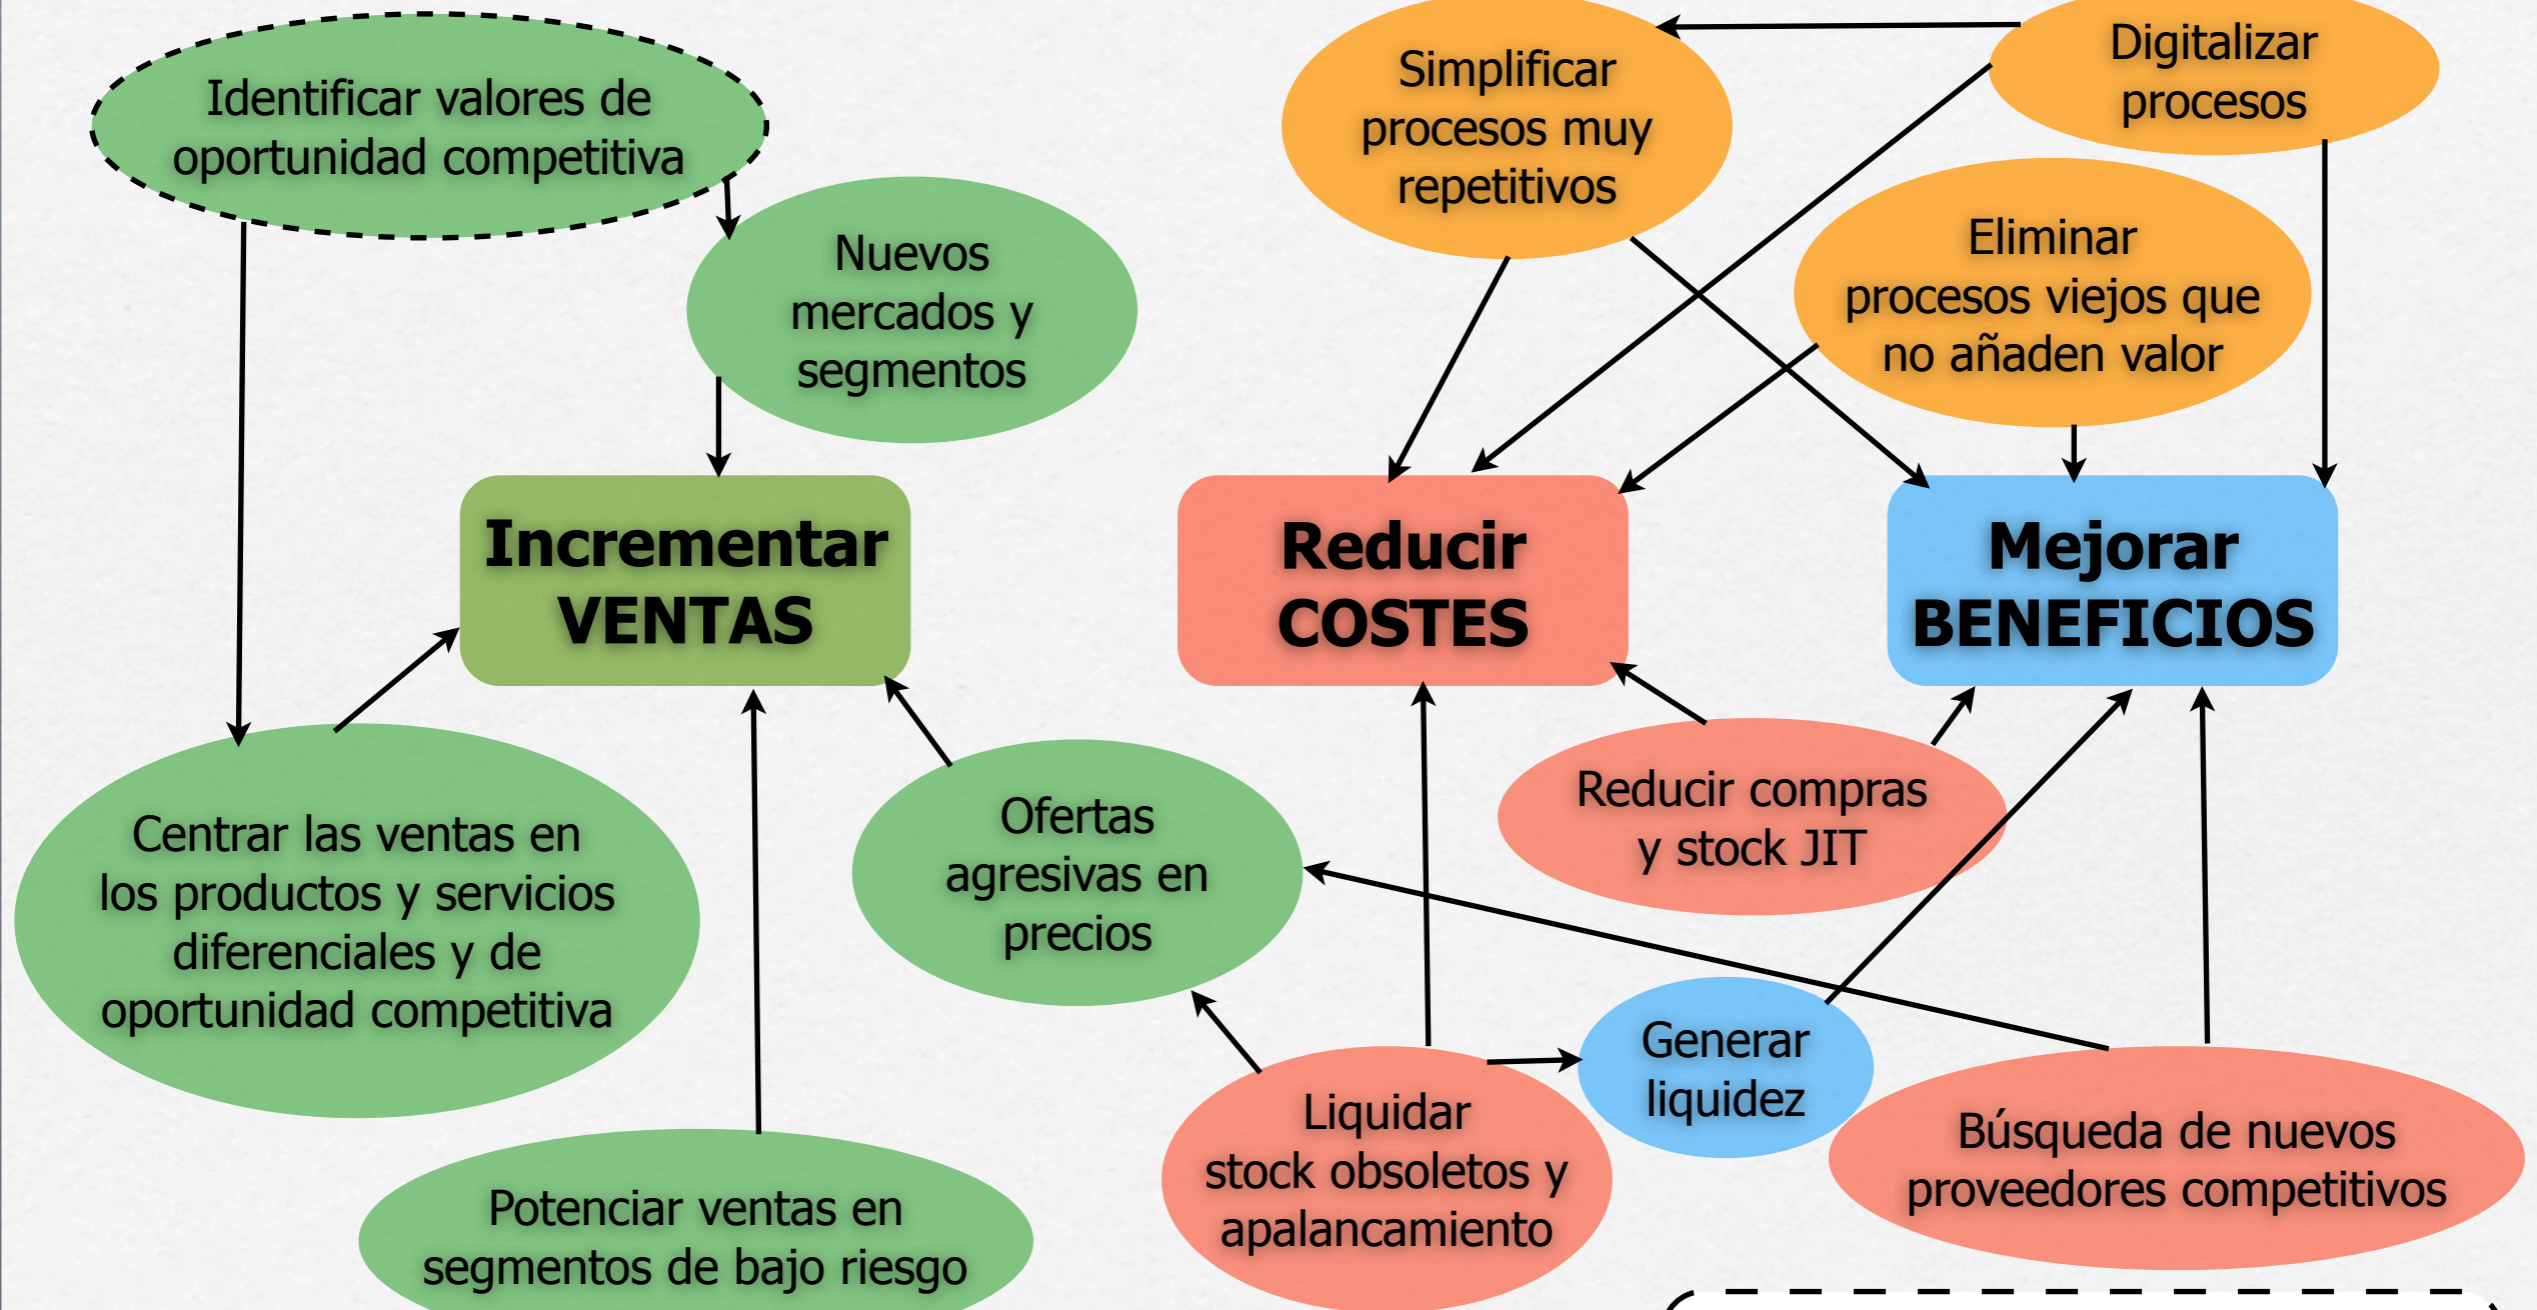 Identificar valores de
oportunidad competitiva
Simplificar
procesos muy
repetitivos
Digitalizar
procesos
Nuevos
mercados y
segmentos
Eliminar
procesos viejos que
no añaden valor
Incrementar
VENTAS
Reducir
COSTES
Mejorar
BENEFICIOS
Centrar las ventas en
los productos y servicios
diferenciales y de
oportunidad competitiva
Ofertas
agresivas en
precios
Reducir compras
y stock JIT
Generar
liquidez
Liquidar
stock obsoletos y
apalancamiento
Búsqueda de nuevos
proveedores competitivos
Potenciar ventas en
segmentos de bajo riesgo